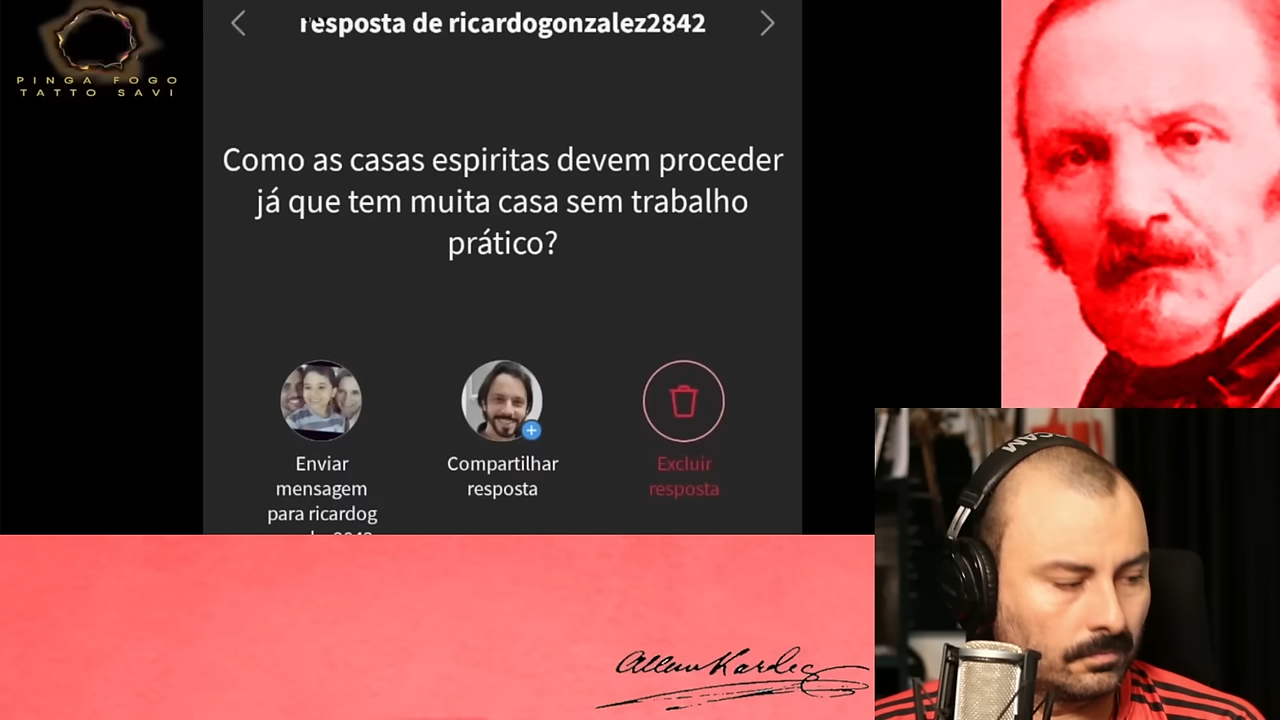 PINGA FOGO
TATTO SAVI
resposta de ricardogonzalez2842
Como as casas espiritas devem proceder
já que tem muita casa sem trabalho
prático?
Enviar
mensagem
para ricardog
Compartilhar
resposta
Excluir
resposta
Allan Kardec
CAM